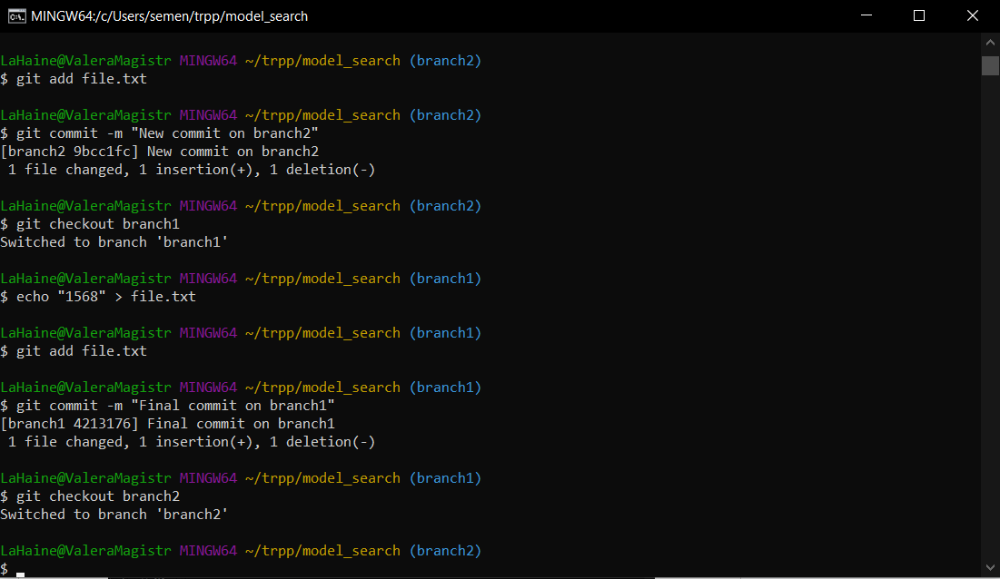 MINGW64:/c/Users/semen/trpp/model_search
LaHaine@ValeraMagistr MINGW64 ~/trpp/model_search (branch2)
$ git add file.txt
LaHaine@ValeraMagistr MINGW64 ~/trpp/model_search (branch2)
$ git commit -m "New commit on branch2"
[branch2 9bcc1fc] New commit on branch2
 1 file changed, 1 insertion(+), 1 deletion(-)
LaHaine@ValeraMagistr MINGW64 ~/trpp/model_search (branch2)
$ git checkout branch1
Switched to branch 'branch1'
LaHaine@ValeraMagistr MINGW64 ~/trpp/model_search (branch1)
$ echo "1568" > file.txt
LaHaine@ValeraMagistr MINGW64 ~/trpp/model_search (branch1)
$ git add file.txt
LaHaine@ValeraMagistr MINGW64 ~/trpp/model_search (branch1)
$ git commit -m "Final commit on branch1"
[branch1 4213176] Final commit on branch1
 1 file changed, 1 insertion(+), 1 deletion(-)
LaHaine@ValeraMagistr MINGW64 ~/trpp/model_search (branch1)
$ git checkout branch2
Switched to branch 'branch2'
LaHaine@ValeraMagistr MINGW64 ~/trpp/model_search (branch2)
$